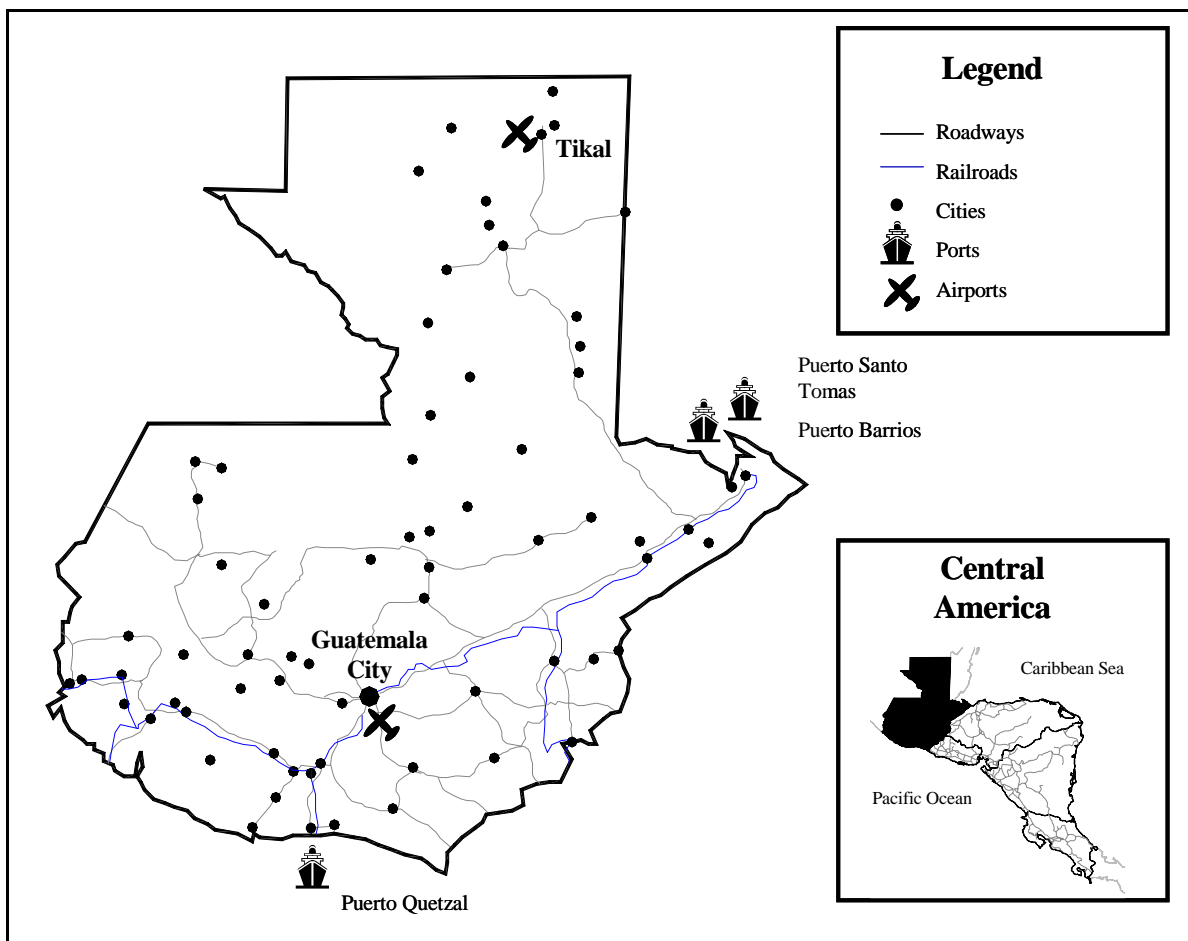 Legend
Roadways
Railroads
Cities
Ports
Airports
Tikal
Puerto Santo
Tomas
Puerto Barrios
Guatemala
City
Puerto Quetzal
Central
America
Caribbean Sea
Pacific Ocean